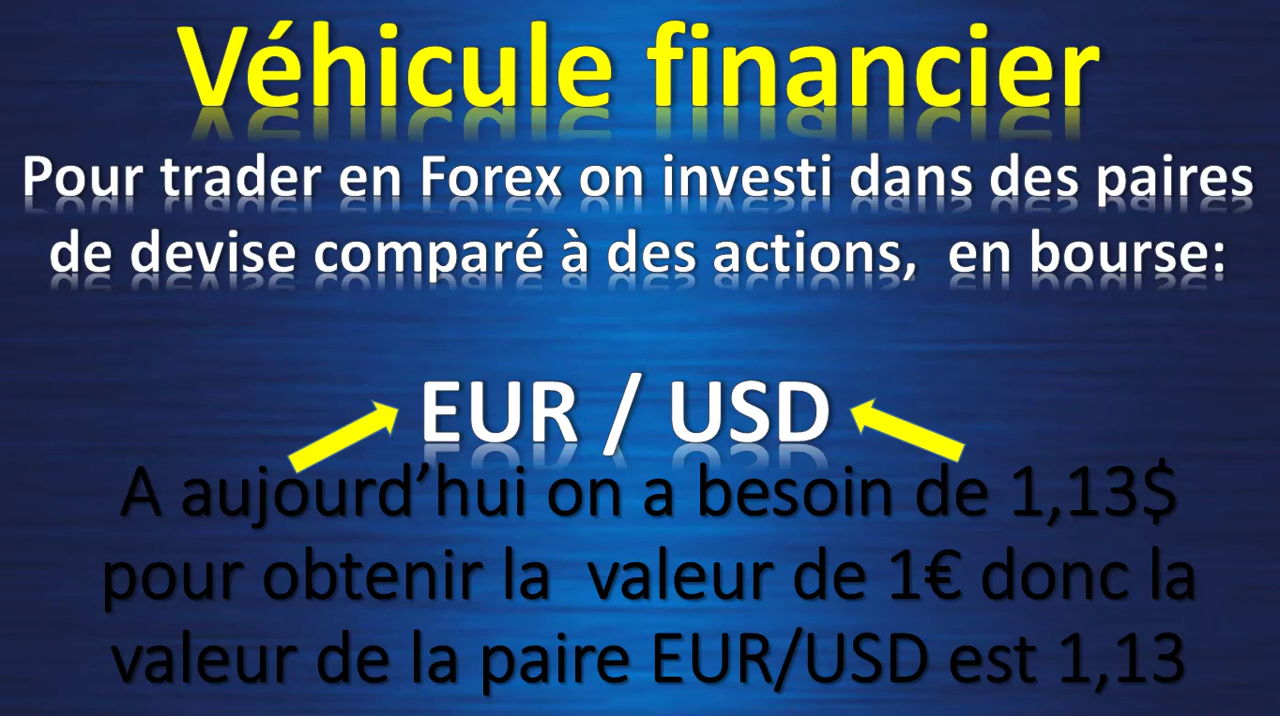 Véhicule financier
Pour trader en Forex on investi dans des paires
de devise comparé à des actions,  en bourse:
EUR / USD
A aujourd’hui on a besoin de 1,13$
pour obtenir la  valeur de 1€ donc la
valeur de la paire EUR/USD est 1,13